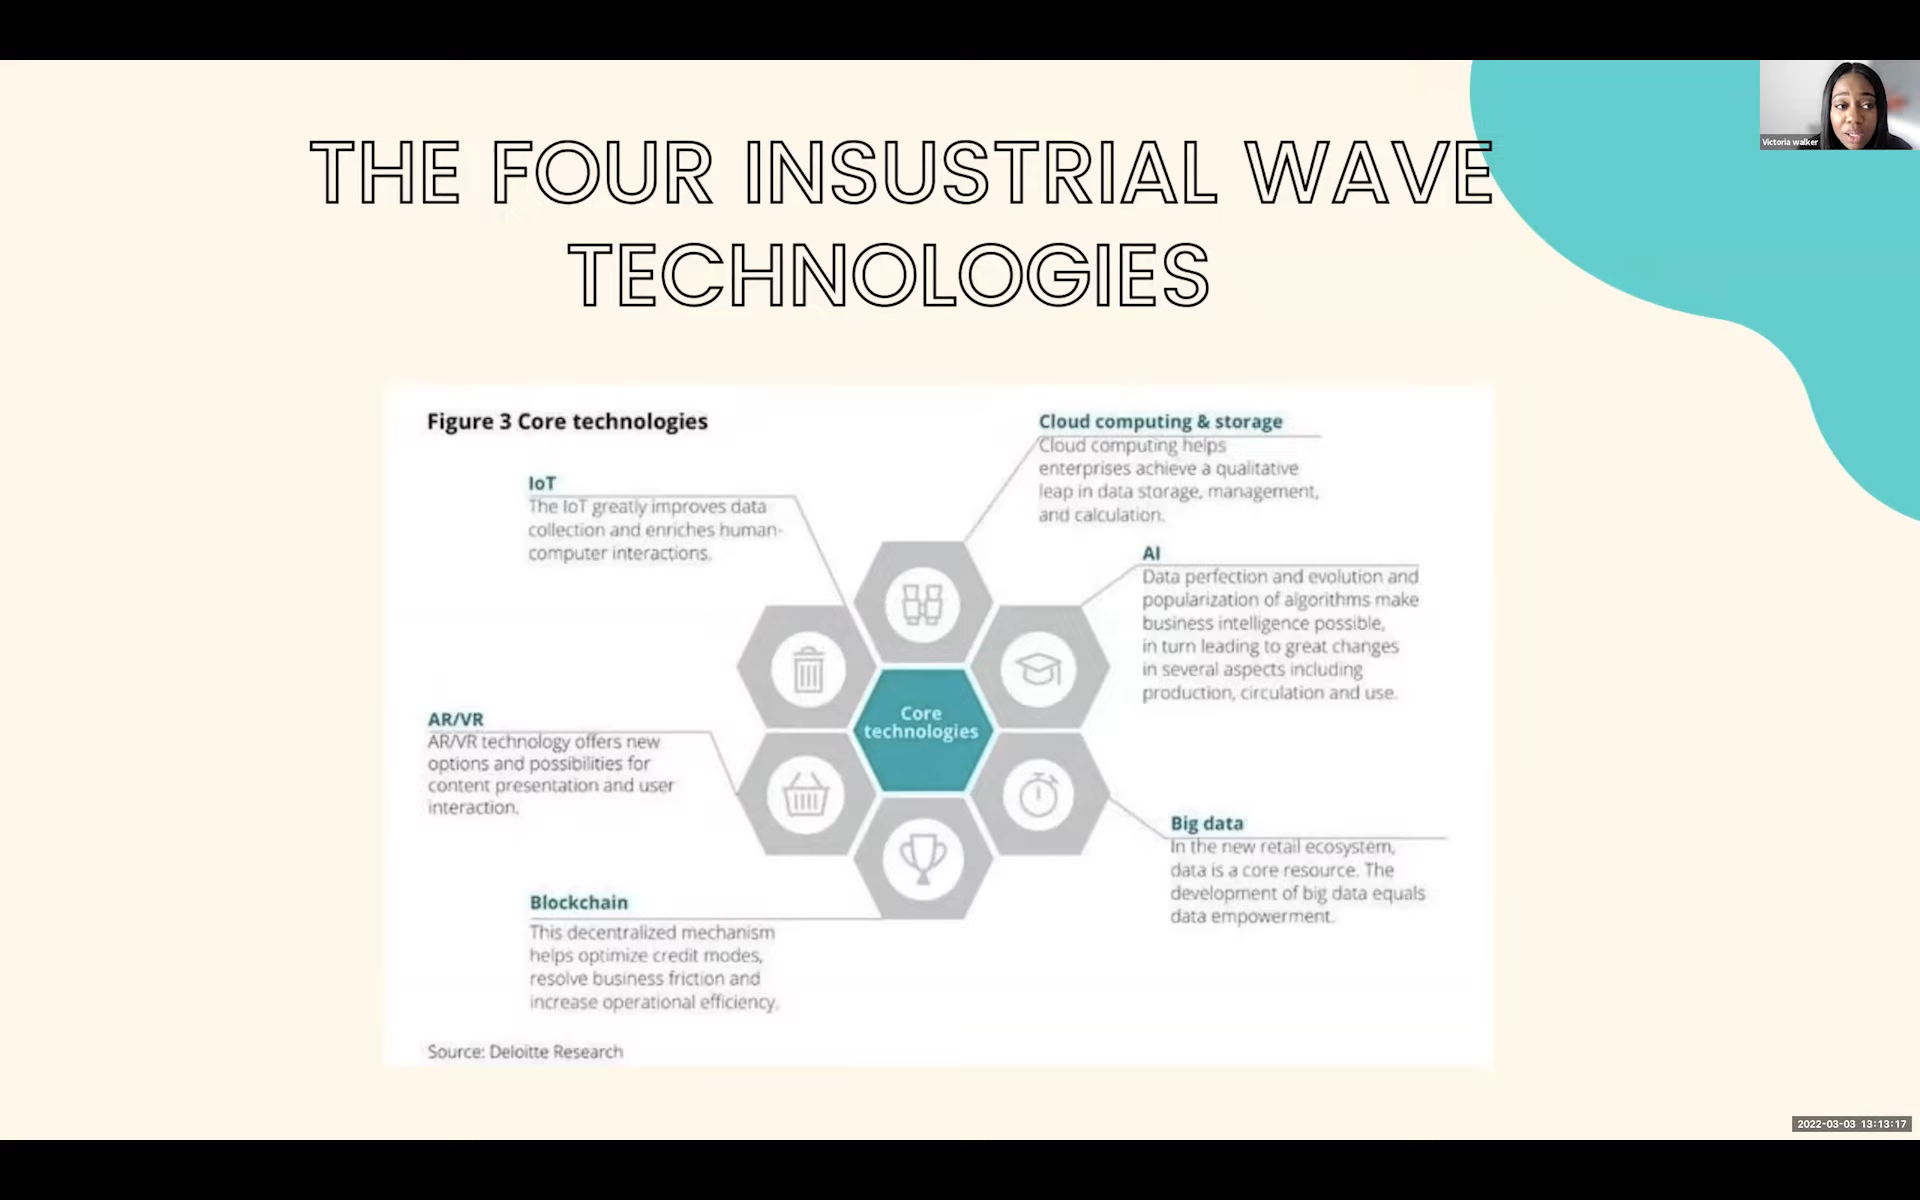 THE FOUR INSUSTRIAL WAVE
TECHNOLOGIES
Victoria walker
Figure 3 Core technologies
Cloud computing & storage
Cloud computing helps
enterprises achieve a qualitative
leap in data storage, management,
and calculation.
IoT
The IoT greatly improves data
collection and enriches human-
computer interactions.
AI
Data perfection and evolution and
popularization of algorithms make
business intelligence possible,
in turn leading to great changes
in several aspects including
production, circulation and use.
Core
technologies
AR/VR
AR/VR technology offers new
options and possibilities for
content presentation and user
interaction.
Big data
In the new retail ecosystem,
data is a core resource. The
development of big data equals
data empowerment.
Blockchain
This decentralized mechanism
helps optimize credit modes,
resolve business friction and
increase operational efficiency.
Source: Deloitte Research
2022-03-03 13:13:17